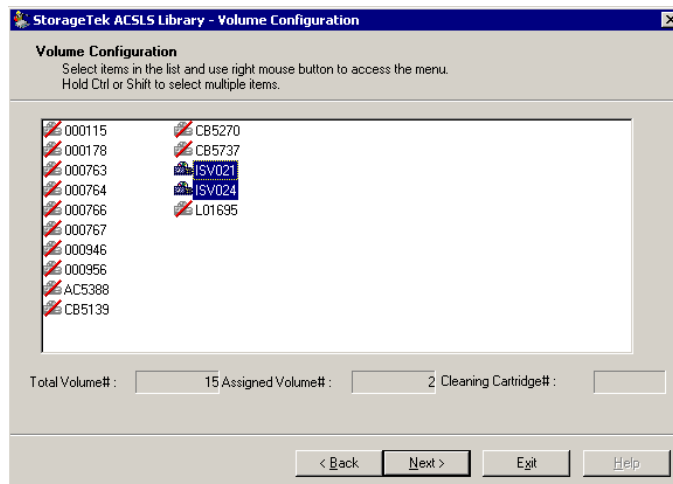 StorageTek ACSLS Library - Volume Configuration
Volume Configuration
Select items in the list and use right mouse button to access the menu.
Hold Ctrl or Shift to select multiple items.
000115 CB5270
000178 CB5737
000763 ISV021
000764 ISV024
000766 L01695
000767
000946
000956
AC5388
CB5139
Total Volume# : 15 Assigned Volume# : 2 Cleaning Cartridge# :
< Back Next > Exit Help